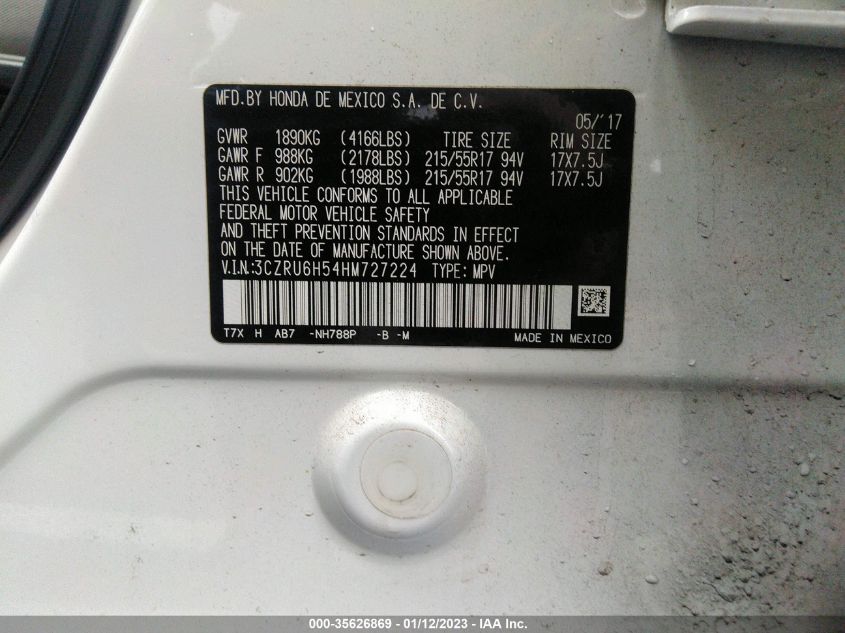 MFD.BY HONDA DE MEXICO S.A. DE C.V.
05/'17
GVWR 1890KG (4166LBS) TIRE SIZE RIM SIZE
GAWR F 988KG (2178LBS) 215/55R17 94V 17X7.5J
GAWR R 902KG (1988LBS) 215/55R17 94V 17X7.5J
THIS VEHICLE CONFORMS TO ALL APPLICABLE
FEDERAL MOTOR VEHICLE SAFETY
AND THEFT PREVENTION STANDARDS IN EFFECT
ON THE DATE OF MANUFACTURE SHOWN ABOVE.
V.I.N.:3CZRU6H54HM727224 TYPE: MPV
T7X H AB7 -NH788P -B -M MADE IN MEXICO
000-35626869 - 01/12/2023 - IAA Inc.